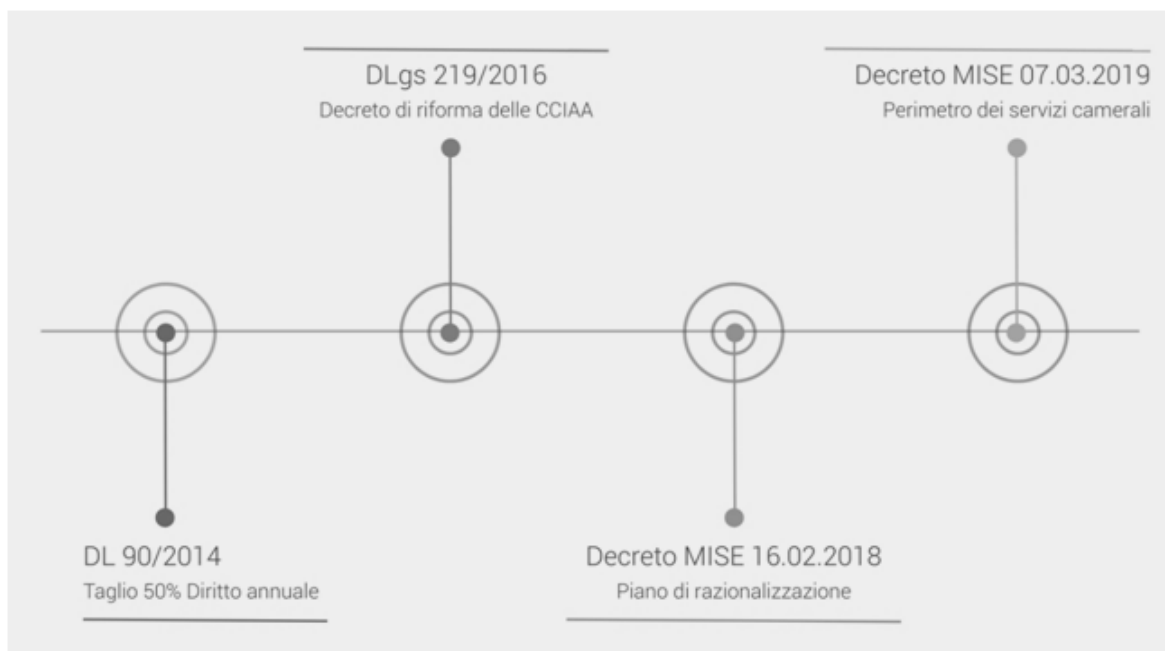 DLgs 219/2016
Decreto di riforma delle CCIAA
Decreto MISE 07.03.2019
Perimetro dei servizi camerali
DL 90/2014
Taglio 50% Diritto annuale
Decreto MISE 16.02.2018
Piano di razionalizzazione